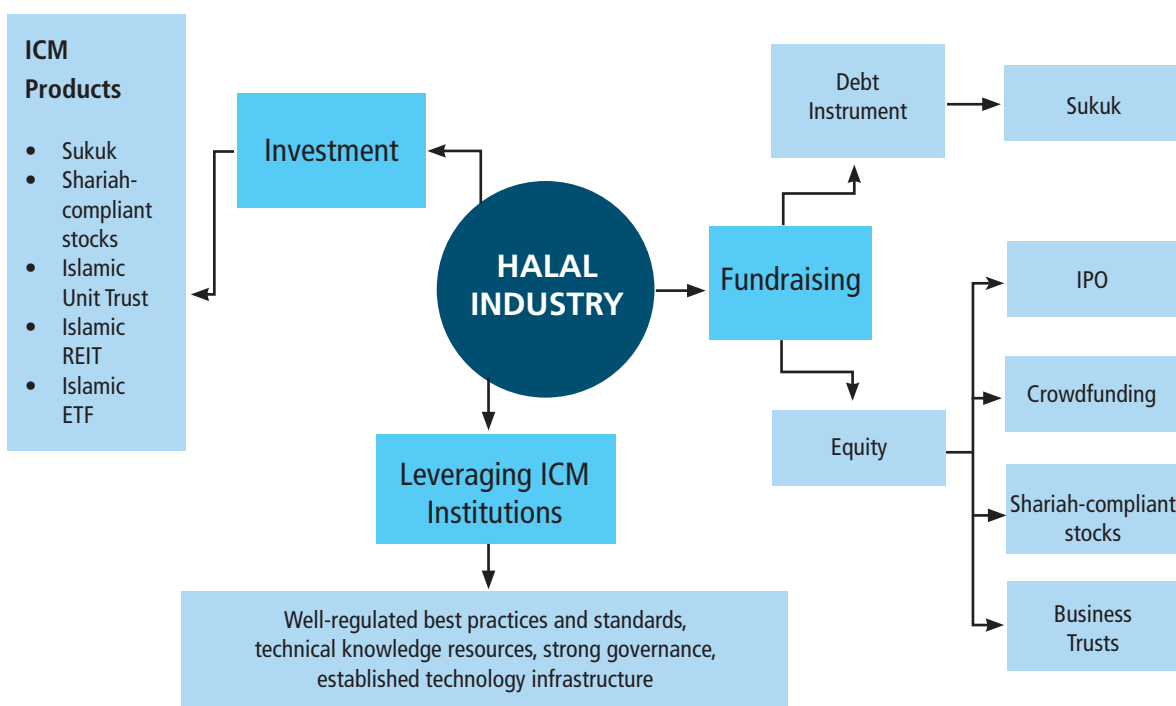 ICM
Products
• Sukuk
• Shariah-
compliant
stocks
• Islamic
Unit Trust
• Islamic
REIT
• Islamic
ETF
Investment
HALAL
INDUSTRY
Fundraising
Debt
Instrument
Sukuk
Equity
IPO
Crowdfunding
Shariah-compliant
stocks
Business
Trusts
Leveraging ICM
Institutions
Well-regulated best practices and standards,
technical knowledge resources, strong governance,
established technology infrastructure